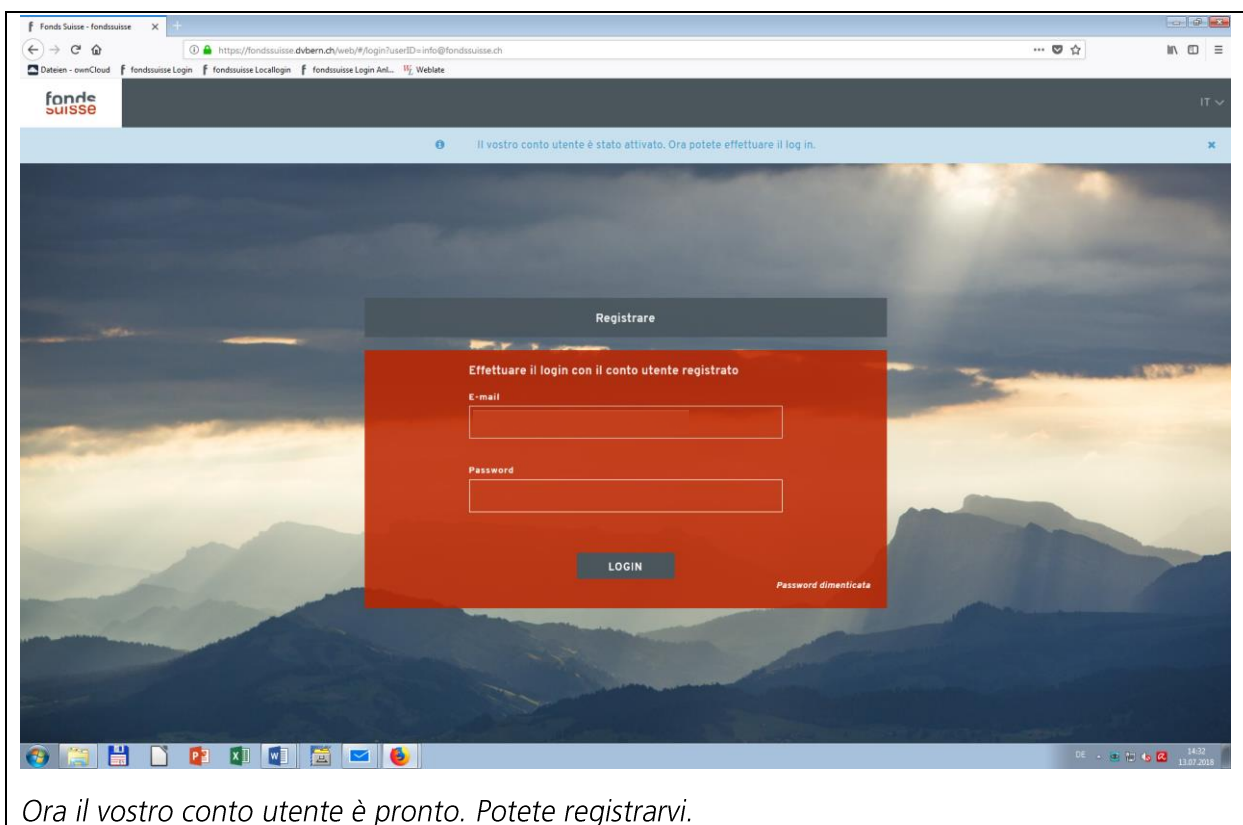 Fonds Suisse - fondssuisse
https://fondssuisse.dvbern.ch/web/#/login?userID=info@fondssuisse.ch
Dateien - ownCloud fondssuisse Login fondssuisse Locallogin fondssuisse Login Anl... Weblate
fonds
suisse
IT
Il vostro conto utente è stato attivato. Ora potete effettuare il log in.
Registrare
Effettuare il login con il conto utente registrato
E-mail
Password
LOGIN
Password dimenticata
DE
14:32
13.07.2018
Ora il vostro conto utente è pronto. Potete registrarvi.